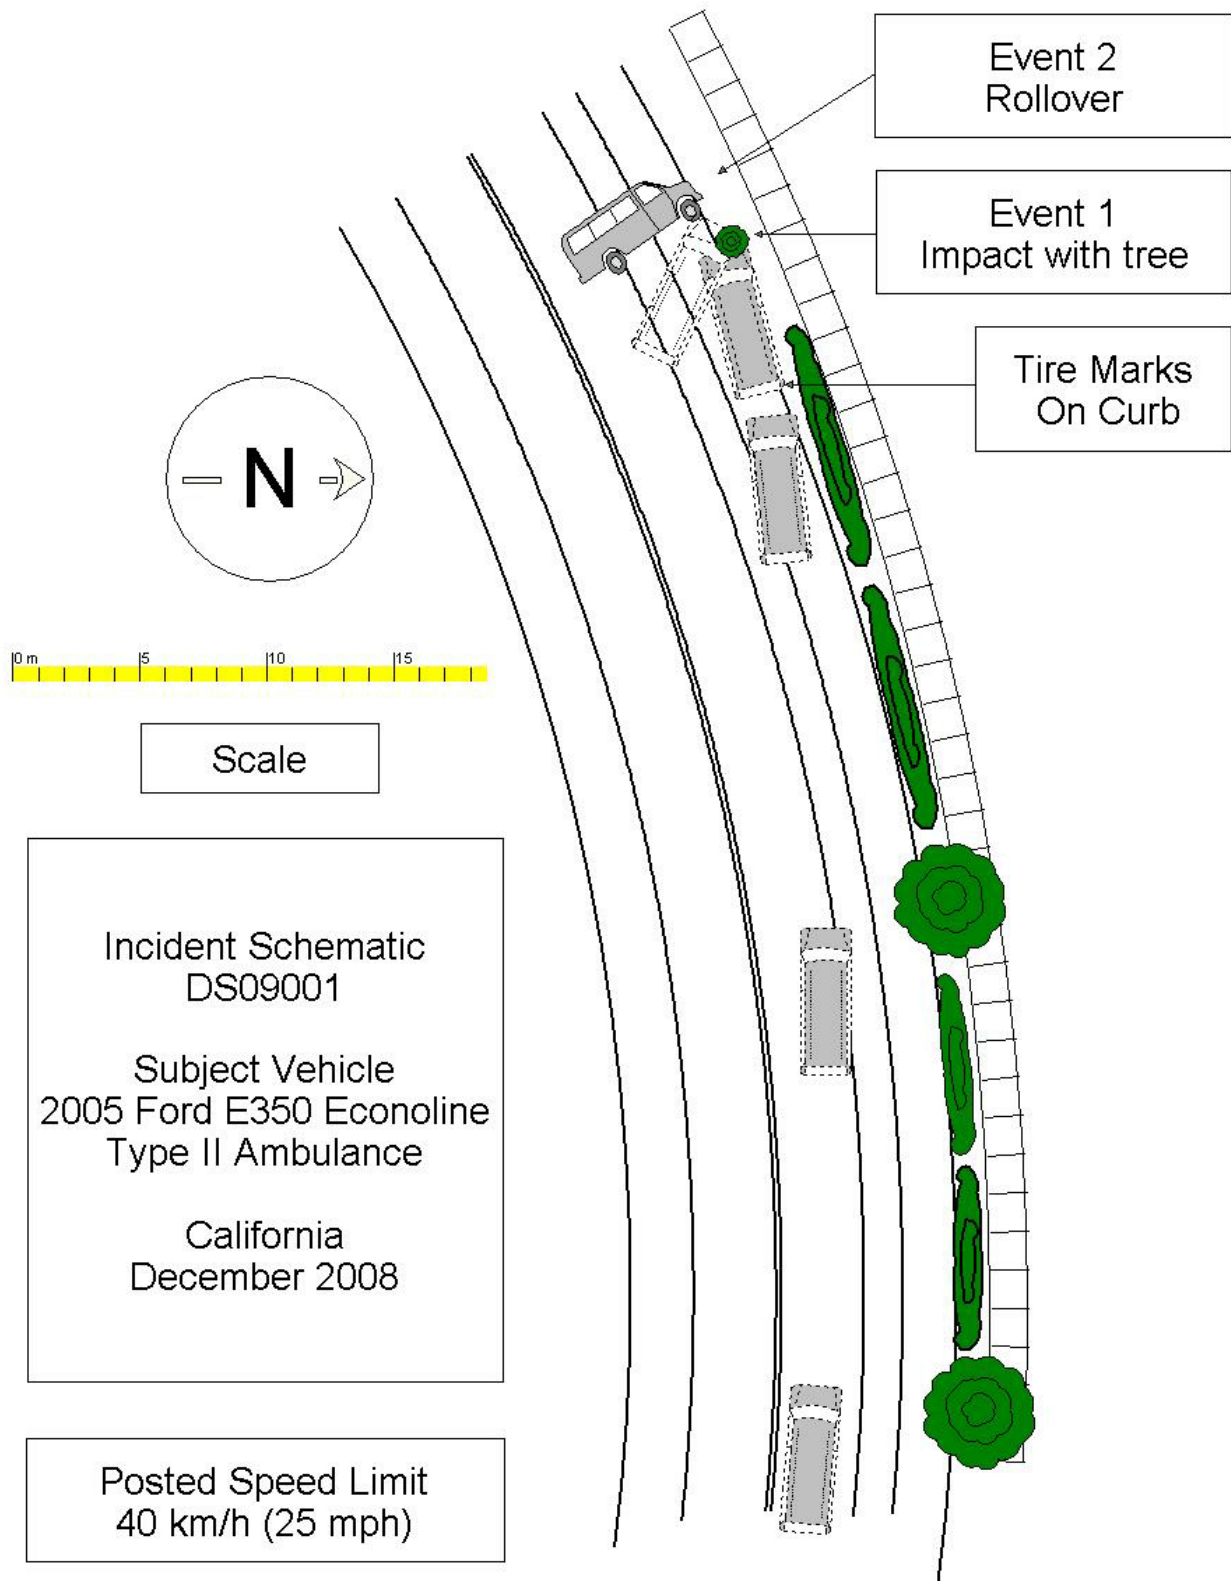 Event 2
Rollover
Event 1
Impact with tree
Tire Marks
On Curb
N
0 m 5 10 15
Scale
Incident Schematic
DS09001
Subject Vehicle
2005 Ford E350 Econoline
Type II Ambulance
California
December 2008
Posted Speed Limit
40 km/h (25 mph)